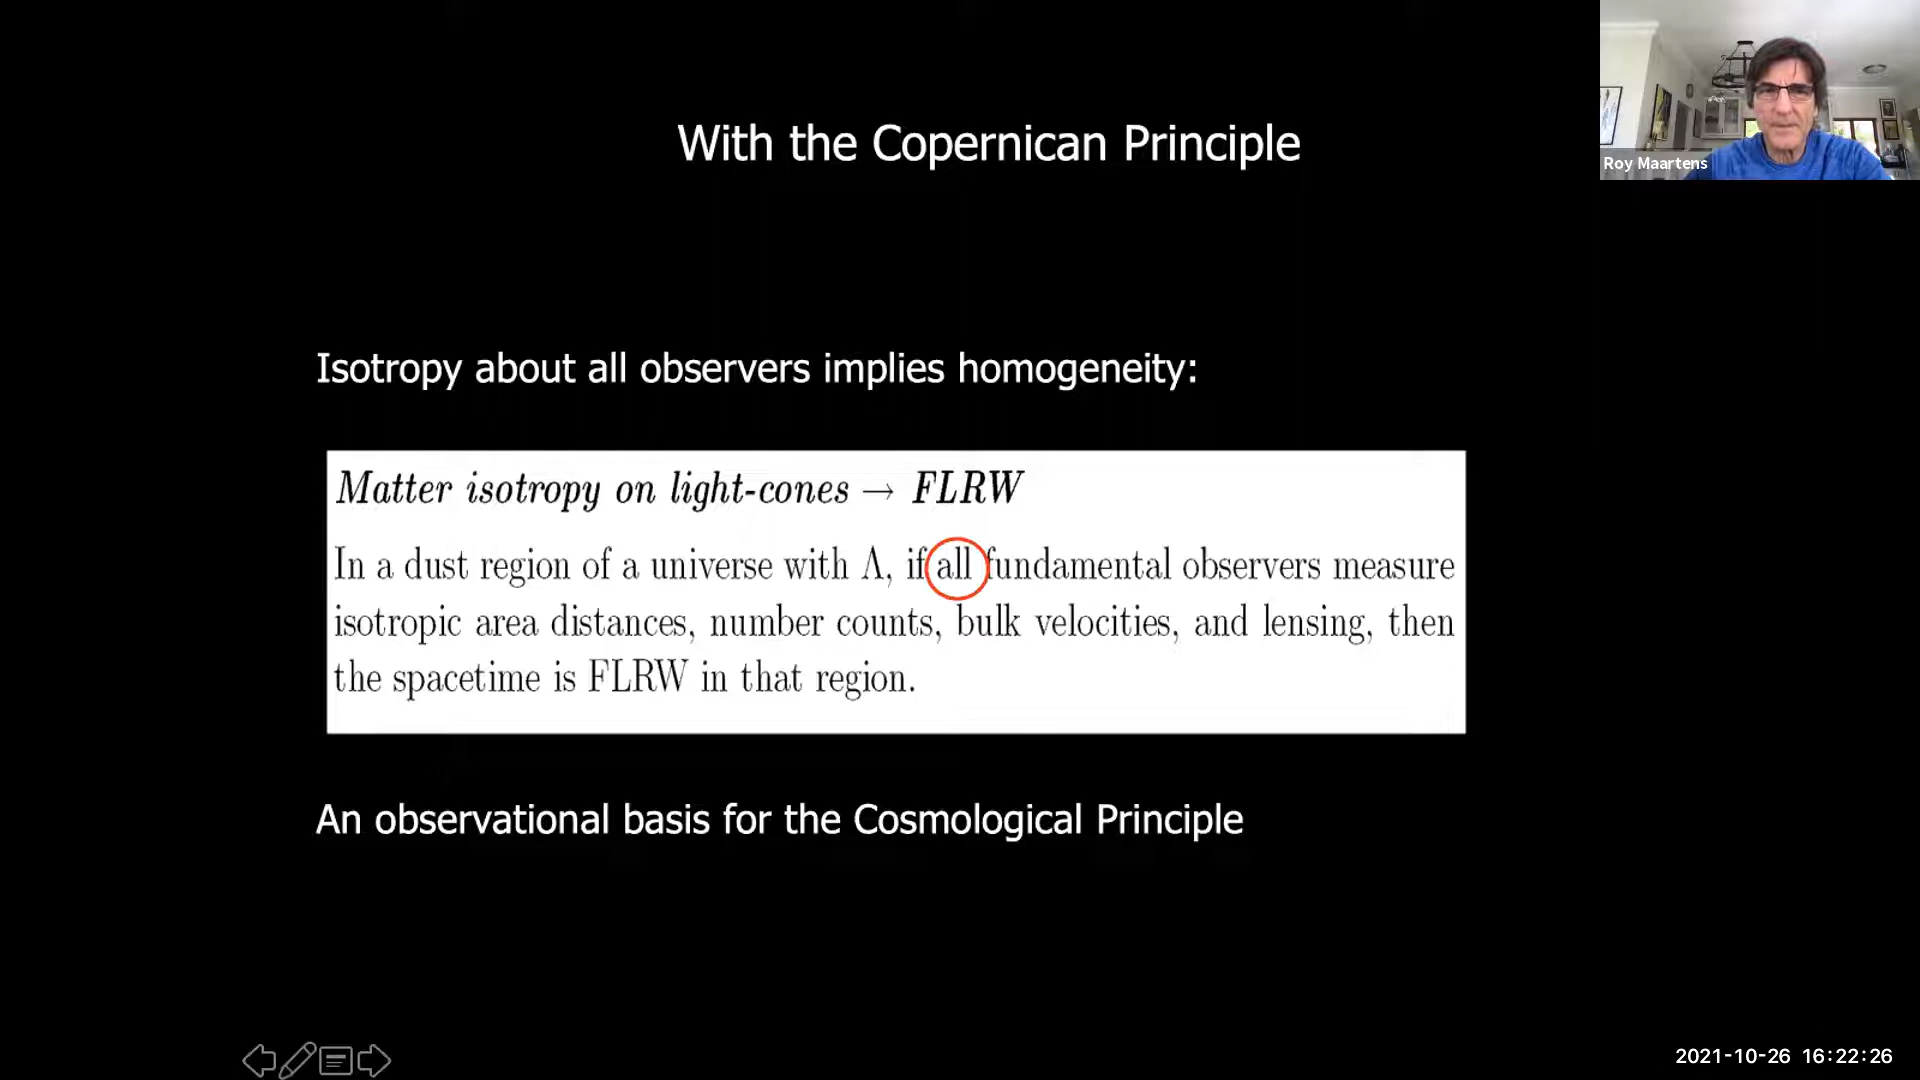 With the Copernican Principle
Roy Maartens
Isotropy about all observers implies homogeneity:
Matter isotropy on light-cones → FLRW
In a dust region of a universe with Λ, if all fundamental observers measure
isotropic area distances, number counts, bulk velocities, and lensing, then
the spacetime is FLRW in that region.
An observational basis for the Cosmological Principle
2021-10-26 16:22:26